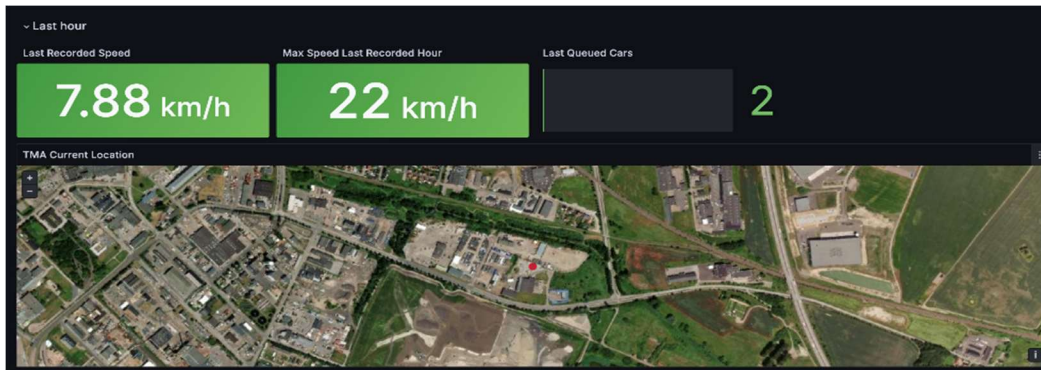 Last hour
Last Recorded Speed
Max Speed Last Recorded Hour
Last Queued Cars
7.88 km/h
22 km/h
2
TMA Current Location
+
-
i